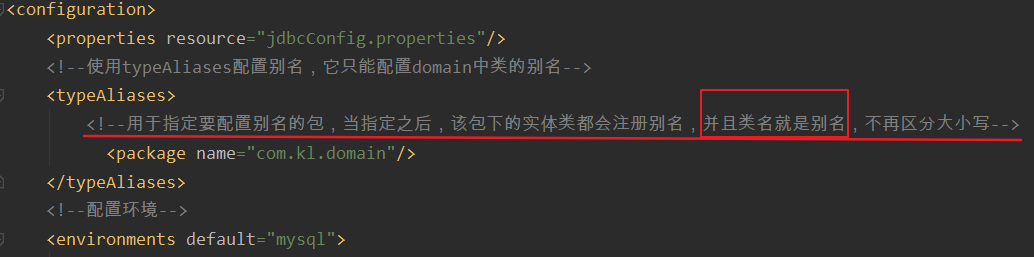 <configuration>
<properties resource="jdbcConfig.properties"/>
<!--使用typeAliases配置别名，它只能配置domain中类的别名-->
<typeAliases>
<!--用于指定要配置别名的包，当指定之后，该包下的实体类都会注册别名，并且类名就是别名，不再区分大小写-->
<package name="com.kl.domain"/>
</typeAliases>
<!--配置环境-->
<environments default="mysql">